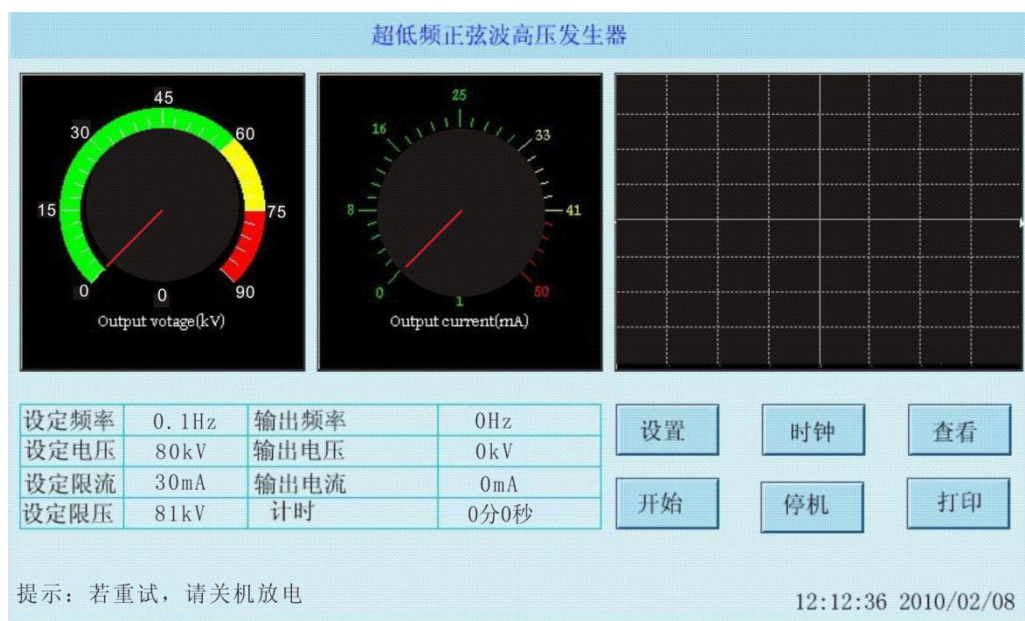 超低频正弦波高压发生器
45
30
60
15
75
0
0
90
Output votage(kV)
25
16
33
8
41
0
1
50
Output current(mA)
设定频率 0.1Hz 输出频率 0Hz
设定电压 80kV 输出电压 0kV
设定限流 30mA 输出电流 0mA
设定限压 81kV 计时 0分0秒
设置 时钟 查看
开始 停机 打印
提示：若重试，请关机放电
12:12:36 2010/02/08